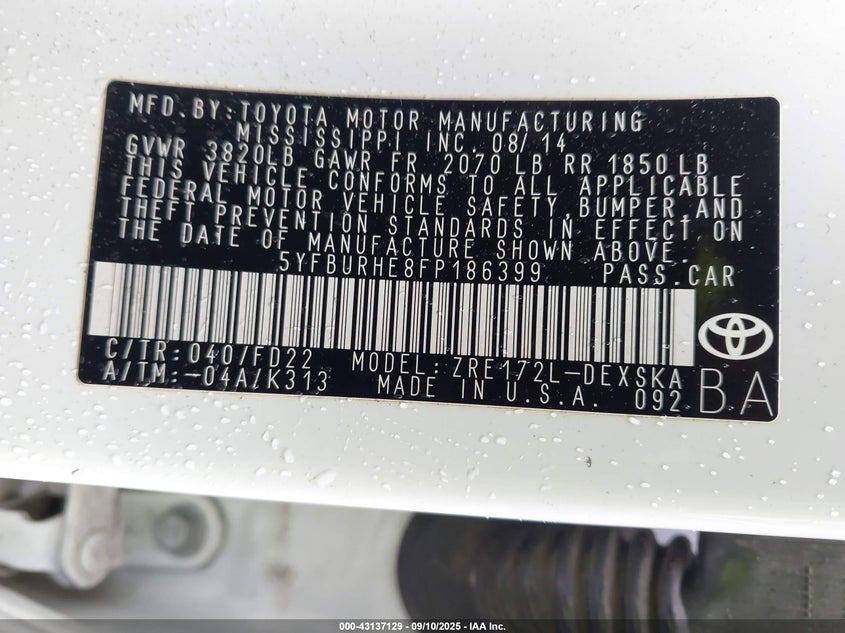 MFD.BY:TOYOTA MOTOR MANUFACTURING
MISSISSIPPI INC. 08/14
GVWR 3820LB GAWR FR 2070 LB RR 1850 LB
THIS VEHICLE CONFORMS TO ALL APPLICABLE
FEDERAL MOTOR VEHICLE SAFETY,BUMPER,AND
THEFT PREVENTION STANDARDS IN EFFECT ON
THE DATE OF MANUFACTURE SHOWN ABOVE.
5YFBURHE8FP186399 PASS.CAR
C/TR:040/FD22 MODEL:ZRE172L-DEXSKA
A/TM:-04A/K313 MADE IN U.S.A. 092 BA
000-43137129 - 09/10/2025 - IAA Inc.